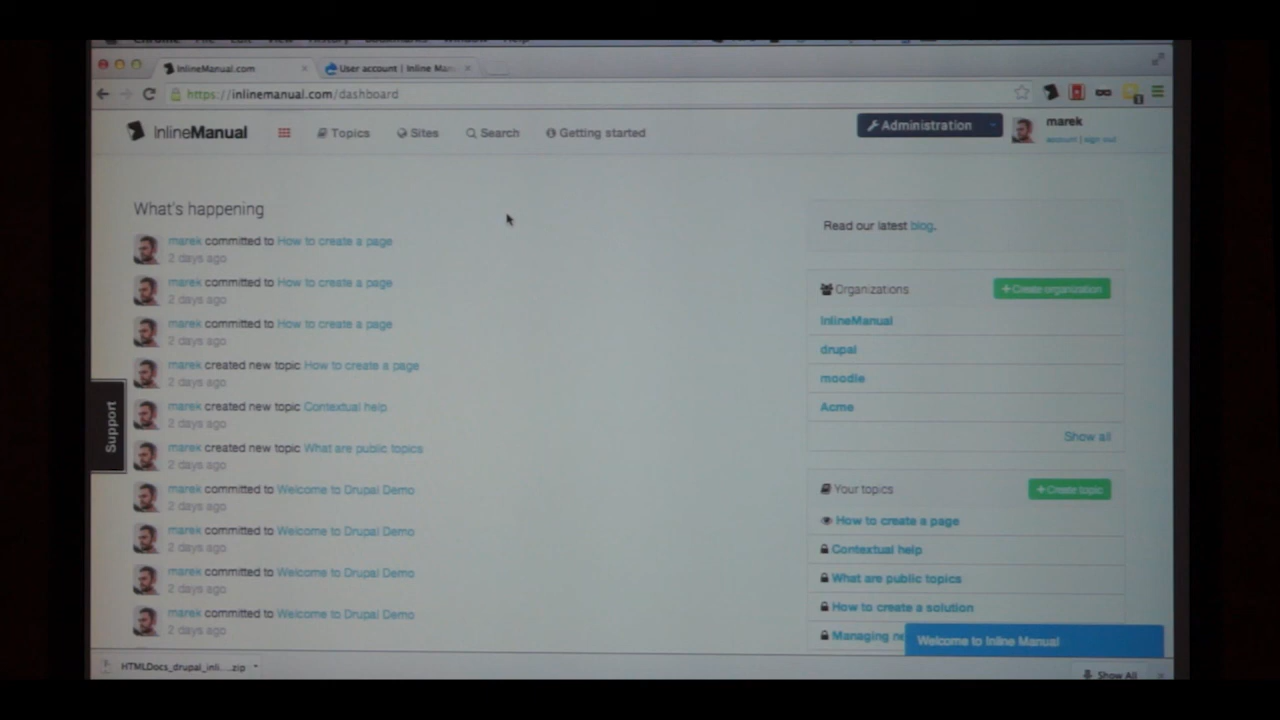 InlineManual.com
User account | Inline Man
https://inlinemanual.com/dashboard
InlineManual Topics Sites Search Getting started Administration marek
account | sign out
What's happening
marek committed to How to create a page
2 days ago
marek committed to How to create a page
2 days ago
marek committed to How to create a page
2 days ago
marek created new topic How to create a page
2 days ago
marek created new topic Contextual help
2 days ago
marek created new topic What are public topics
2 days ago
marek committed to Welcome to Drupal Demo
2 days ago
marek committed to Welcome to Drupal Demo
2 days ago
marek committed to Welcome to Drupal Demo
2 days ago
marek committed to Welcome to Drupal Demo
2 days ago
Support
Read our latest blog.
Organizations +Create organization
InlineManual
drupal
moodle
Acme
Show all
Your topics +Create topic
How to create a page
Contextual help
What are public topics
How to create a solution
Managing ne
Welcome to Inline Manual
HTMLDocs_drupal_inli....zip
Show All